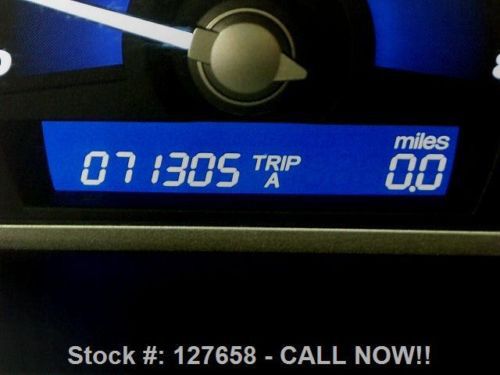 miles
071305 TRIP A 0.0
Stock #: 127658 - CALL NOW!!